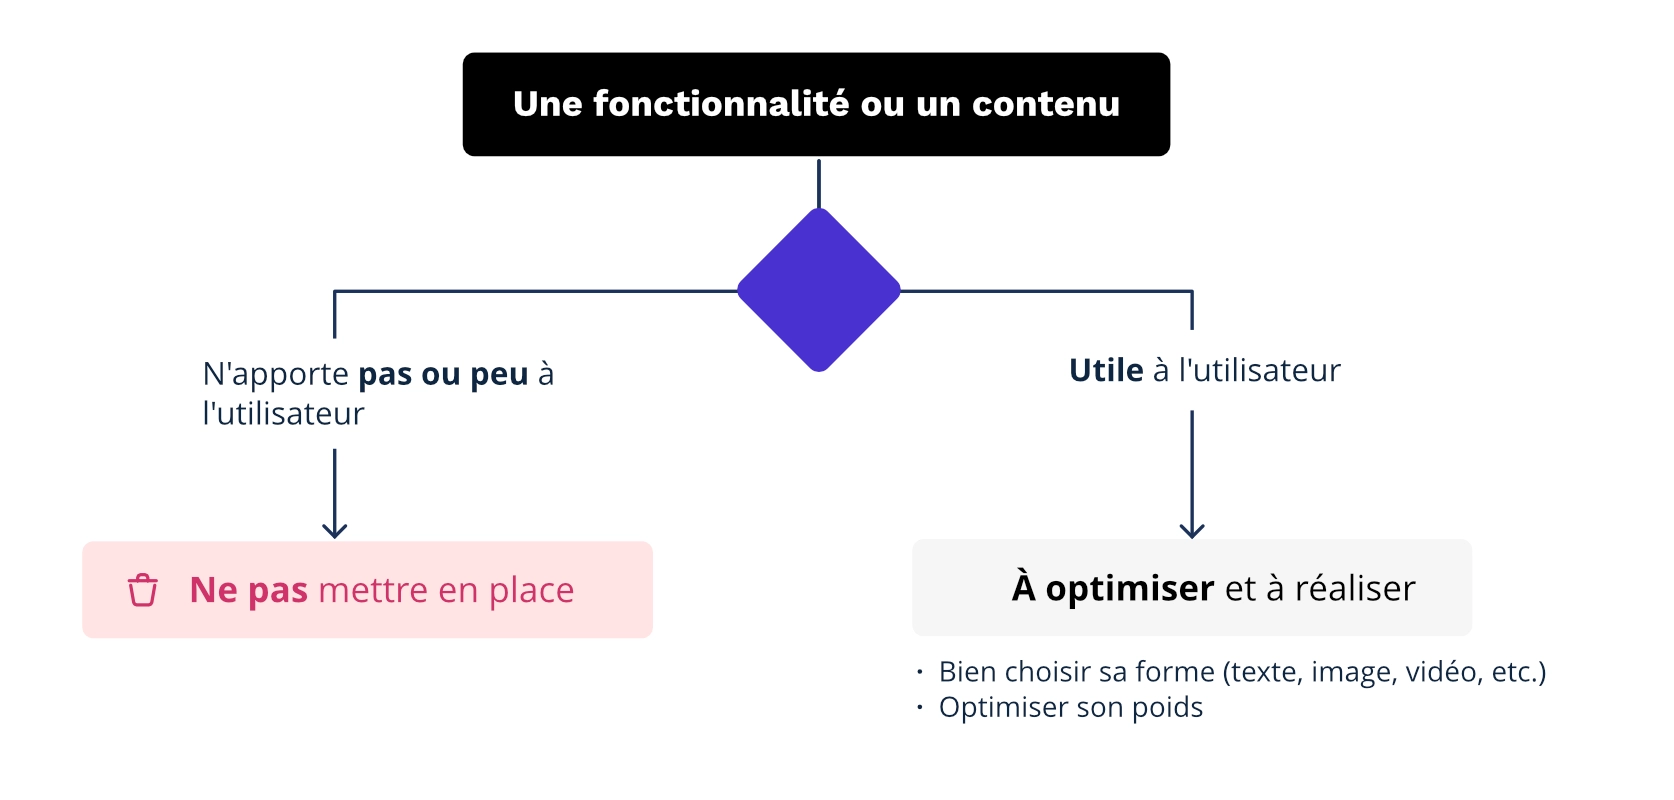 Une fonctionnalité ou un contenu
N'apporte pas ou peu à
l'utilisateur
Utile à l'utilisateur
Ne pas mettre en place
À optimiser et à réaliser
· Bien choisir sa forme (texte, image, vidéo, etc.)
· Optimiser son poids